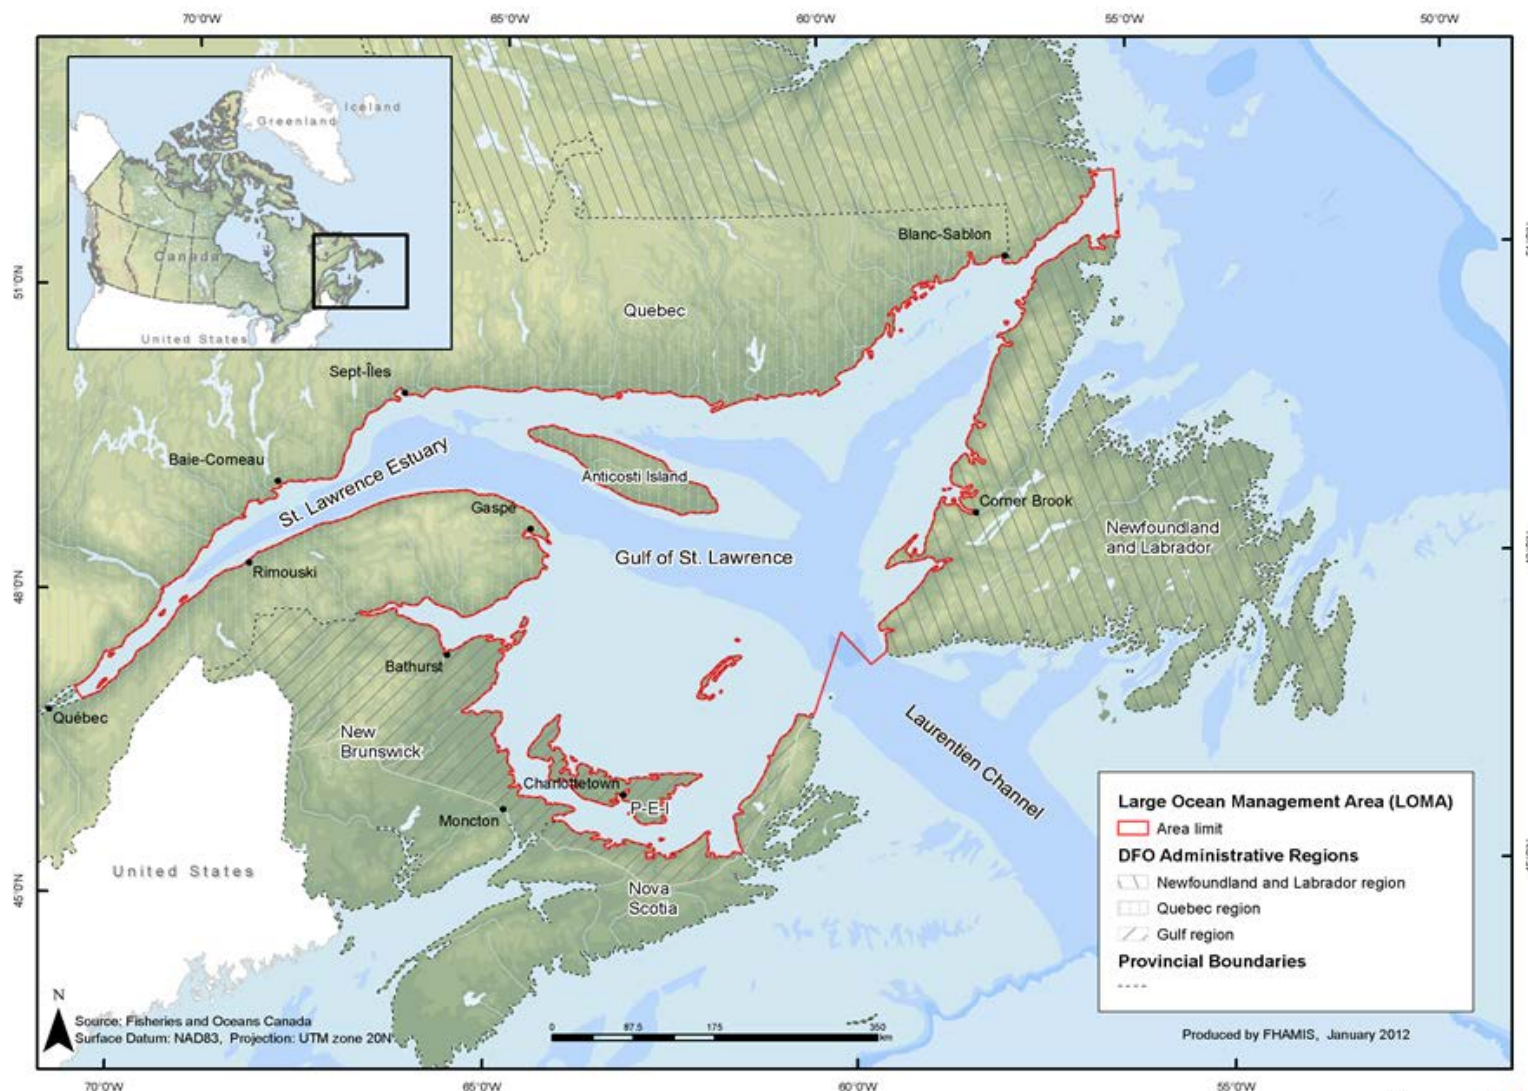 70°0'W 65°0'W 60°0'W 55°0'W 50°0'W
Iceland
Greenland
Canada
United States
51°0'N
48°0'N
45°0'N
Blanc-Sablon
Quebec
Sept-Îles
Baie-Comeau
St. Lawrence Estuary
Anticosti Island
Gaspé
Corner Brook
Newfoundland
and Labrador
Gulf of St. Lawrence
Rimouski
Bathurst
Québec
New
Brunswick
Laurentien Channel
Charlottetown
P-E-I
Moncton
United States
Nova
Scotia
Large Ocean Management Area (LOMA)
Area limit
DFO Administrative Regions
Newfoundland and Labrador region
Quebec region
Gulf region
Provincial Boundaries
N
Source: Fisheries and Oceans Canada
Surface Datum: NAD83, Projection: UTM zone 20N
0 87.5 175 350
km
Produced by FHAMIS, January 2012
70°0'W 65°0'W 60°0'W 55°0'W